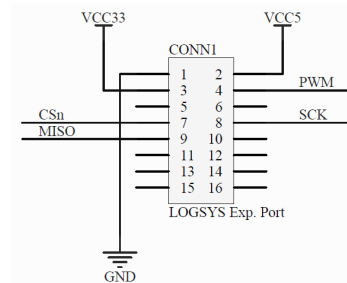 VCC33 VCC5
CONN1
1 2
3 4 PWM
5 6
CSn 7 8 SCK
MISO 9 10
11 12
13 14
15 16
LOGSYS Exp. Port
GND